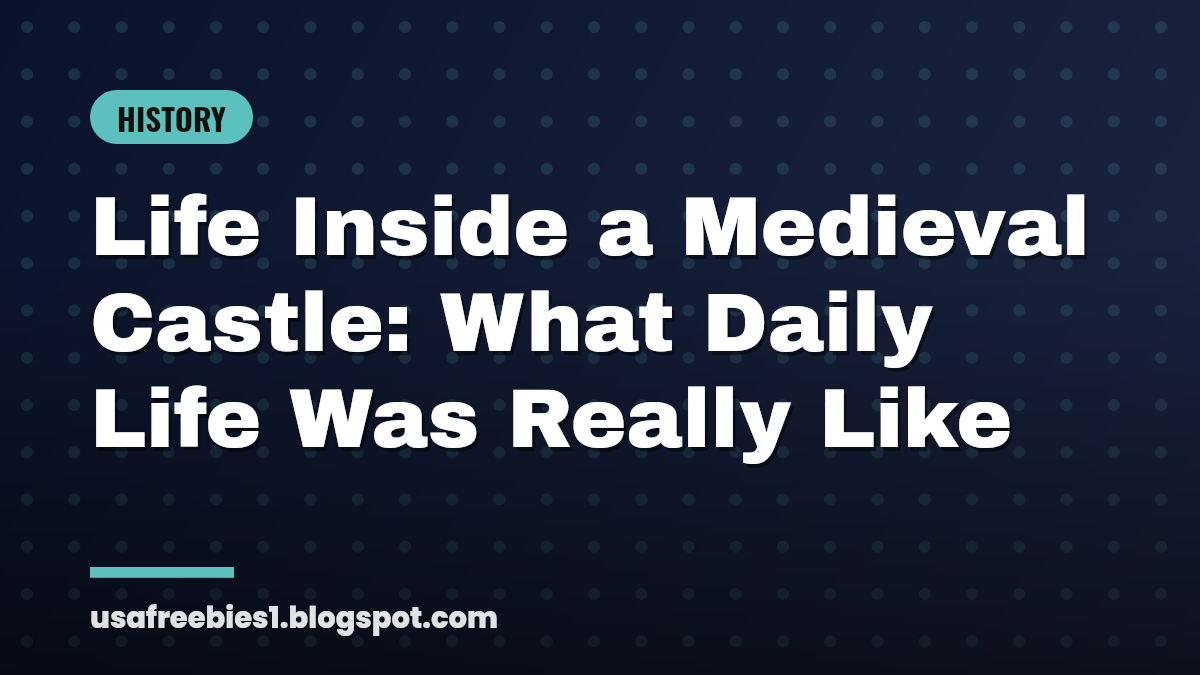 HISTORY
Life Inside a Medieval
Castle: What Daily
Life Was Really Like
usafreebies1.blogspot.com